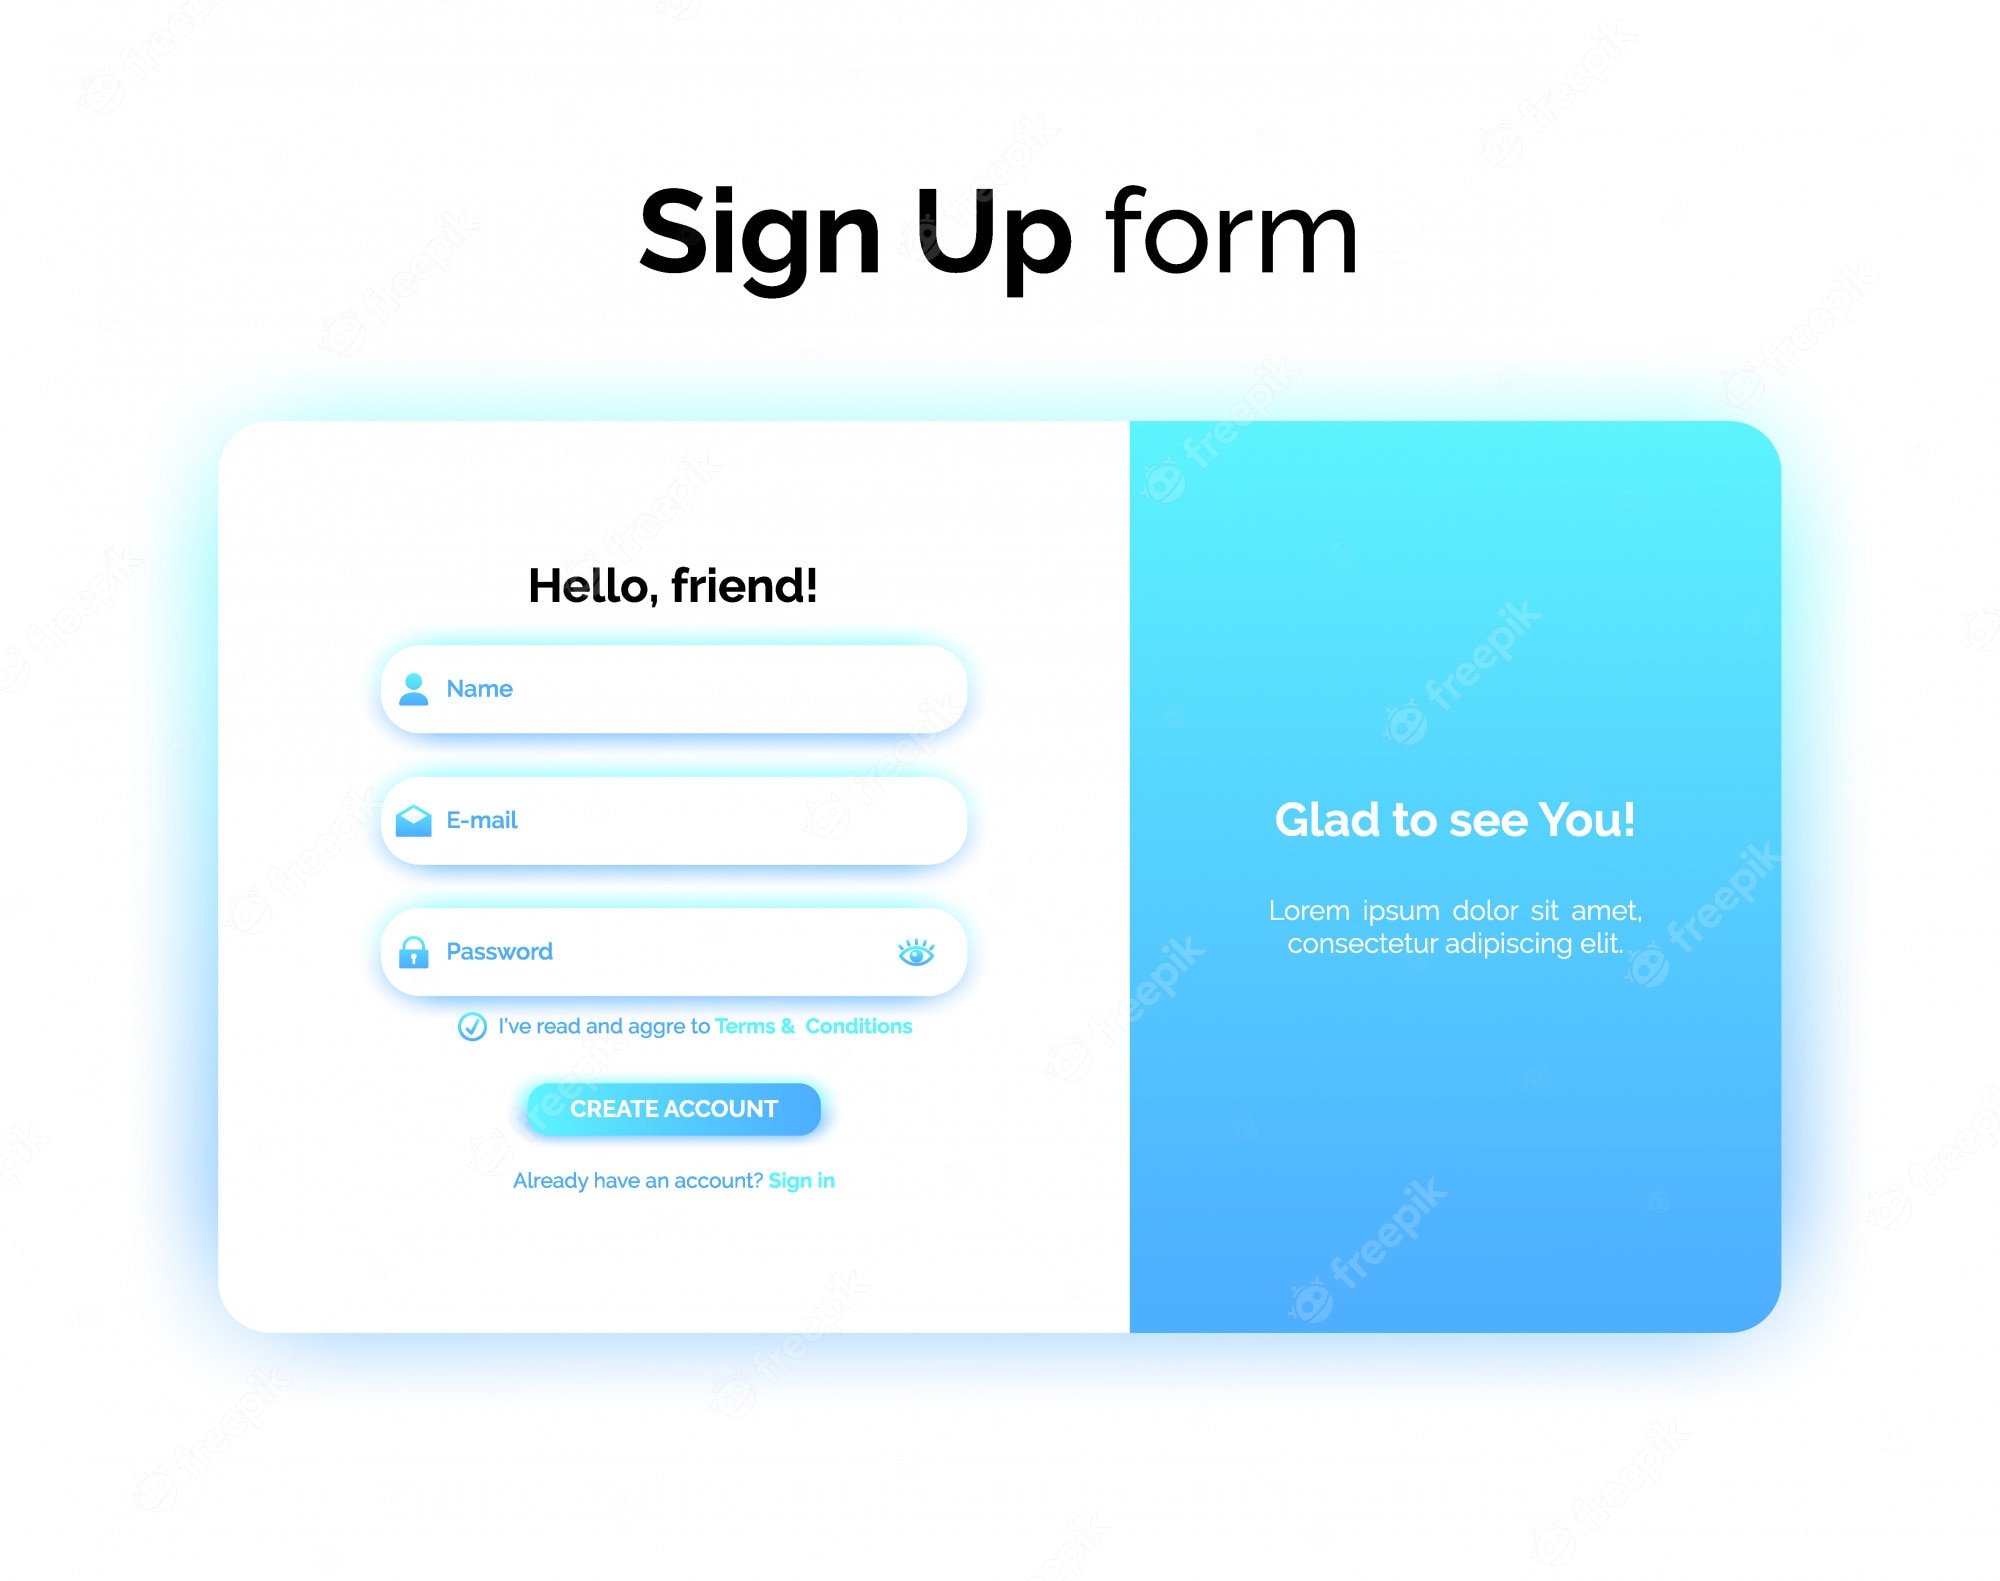 Sign Up form
Hello, friend!
Name
E-mail
Password
I've read and aggre to Terms & Conditions
CREATE ACCOUNT
Already have an account? Sign in
Glad to see You!
Lorem ipsum dolor sit amet,
consectetur adipiscing elit.
freepik